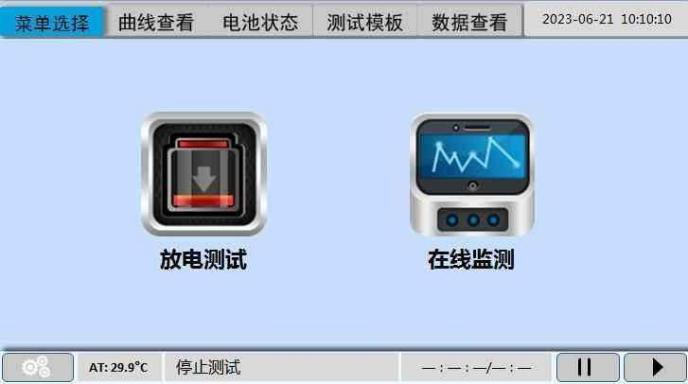 菜单选择 曲线查看 电池状态 测试模板 数据查看 2023-06-21 10:10:10
放电测试 在线监测
AT: 29.9°C 停止测试 —:—:—/—:—